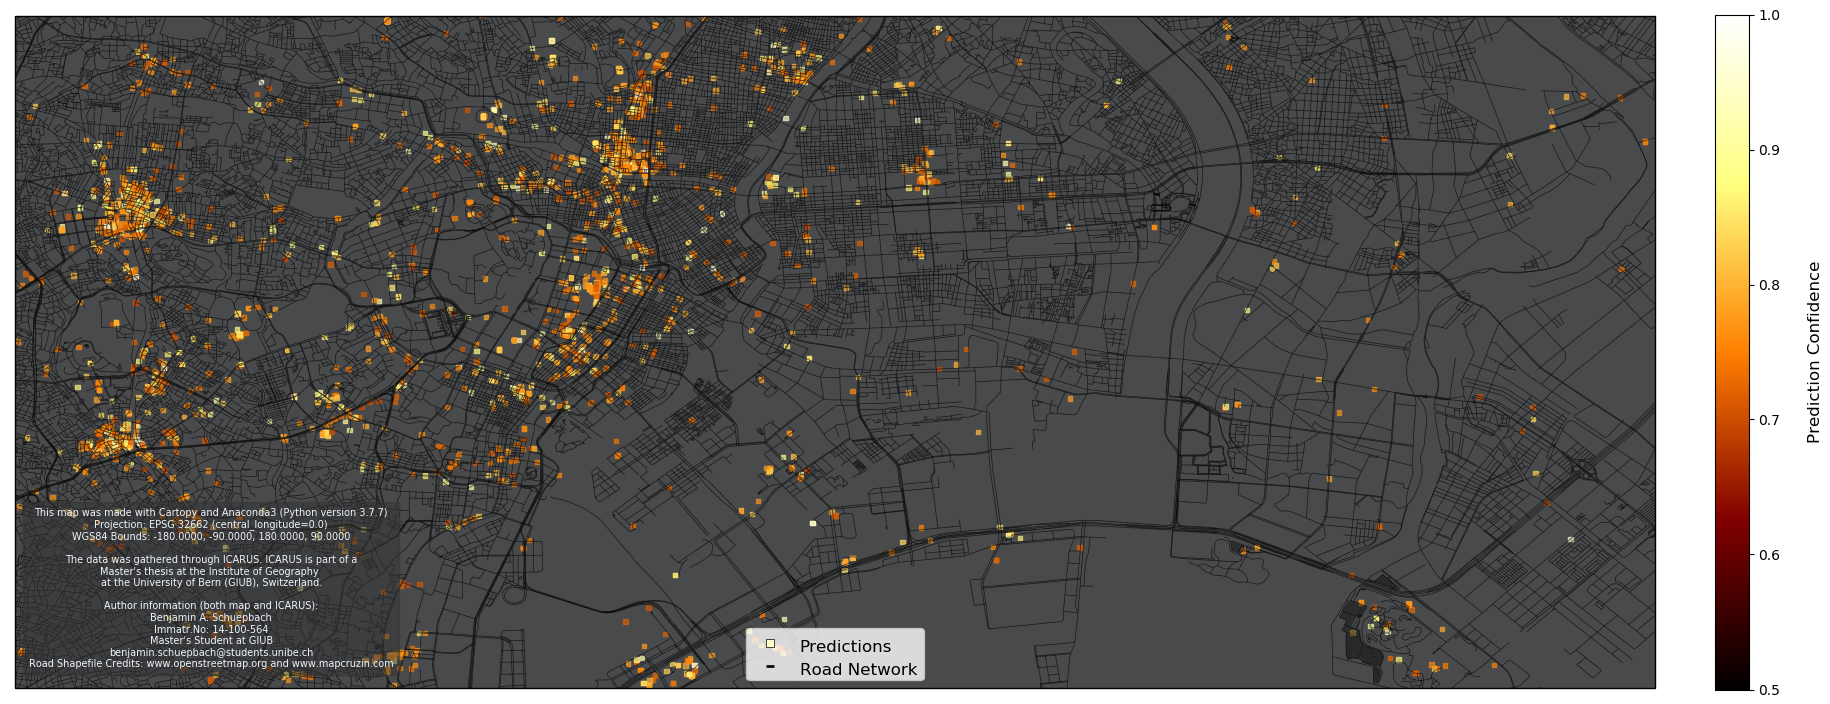 This map was made with Cartopy and Anaconda3 (Python version 3.7.7)
Projection: EPSG 32662 (central_longitude=0.0)
WGS84 Bounds: -180.0000, -90.0000, 180.0000, 90.0000
The data was gathered through ICARUS. ICARUS is part of a
Master's thesis at the Institute of Geography
at the University of Bern (GIUB), Switzerland.
Author information (both map and ICARUS):
Benjamin A. Schuepbach
Immatr.No: 14-100-564
Master's Student at GIUB
benjamin.schuepbach@students.unibe.ch
Road Shapefile Credits: www.openstreetmap.org and www.mapcruzin.com
Predictions
Road Network
1.0
0.9
0.8
0.7
0.6
0.5
Prediction Confidence